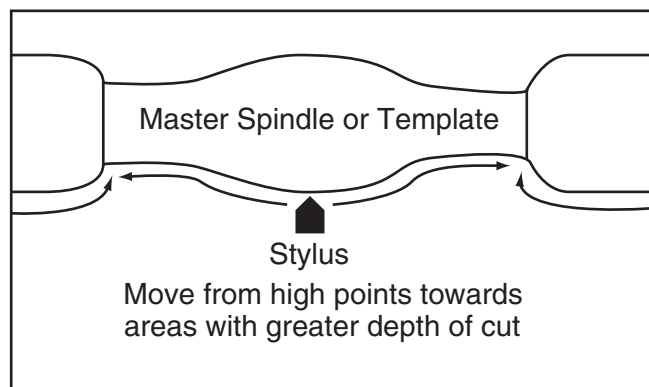 Master Spindle or Template
Stylus
Move from high points towards
areas with greater depth of cut